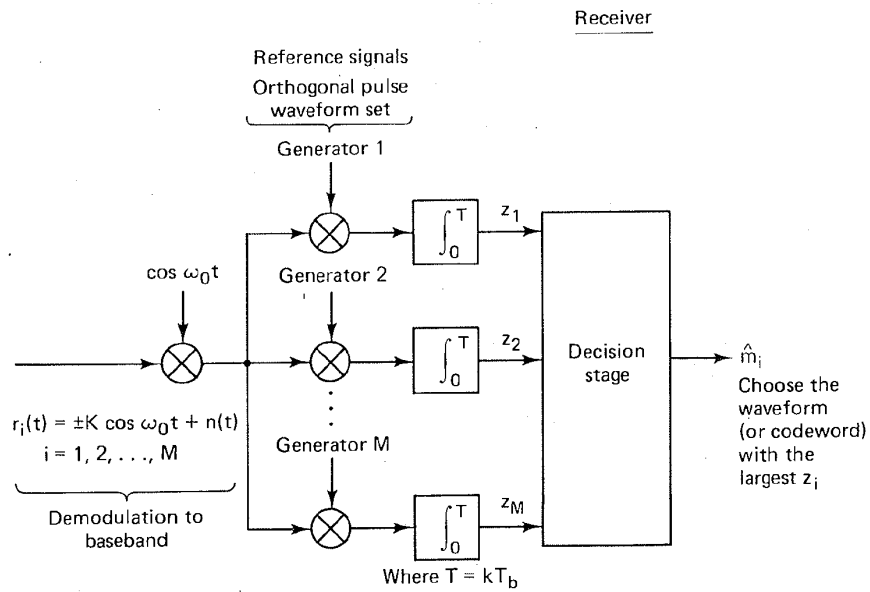 Receiver
Reference signals
Orthogonal pulse
waveform set
Generator 1
∫₀ᵀ
z₁
cos ω₀t
Generator 2
∫₀ᵀ
z₂
Decision
stage
m̂ᵢ
Choose the
waveform
(or codeword)
with the
largest zᵢ
rᵢ(t) = ±K cos ω₀t + n(t)
i = 1, 2, . . ., M
Generator M
Demodulation to
baseband
∫₀ᵀ
z_M
Where T = kT_b